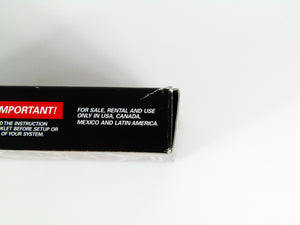 IMPORTANT!
THE INSTRUCTION
KLET BEFORE SETUP OR
OF YOUR SYSTEM.
FOR SALE, RENTAL AND USE
ONLY IN USA, CANADA,
MEXICO AND LATIN AMERICA.